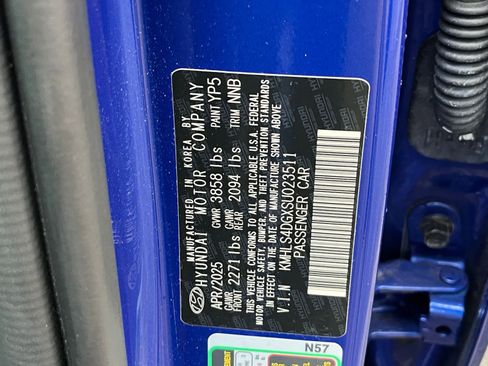 MADE IN KOREA BY
HYUNDAI MOTOR COMPANY
APR/2025 GVWR 3858 lbs PAINT YP5
GAWR FRONT 2271 lbs GAWR REAR 2094 lbs TRIM NNB
THIS VEHICLE CONFORMS TO ALL APPLICABLE U.S.A. FEDERAL
MOTOR VEHICLE SAFETY, BUMPER, AND THEFT PREVENTION STANDARDS
IN EFFECT ON THE DATE OF MANUFACTURE SHOWN ABOVE
V.I.N KMHLS4DGXSU023511
PASSENGER CAR
N57